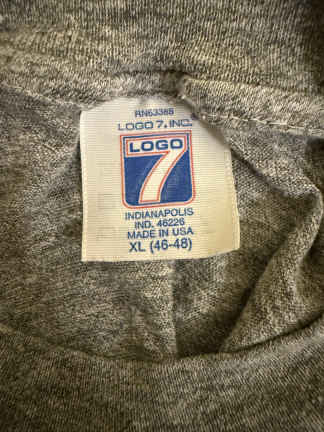 RN63388
LOGO 7, INC.
LOGO
7
INDIANAPOLIS
IND. 46226
MADE IN USA
XL (46-48)